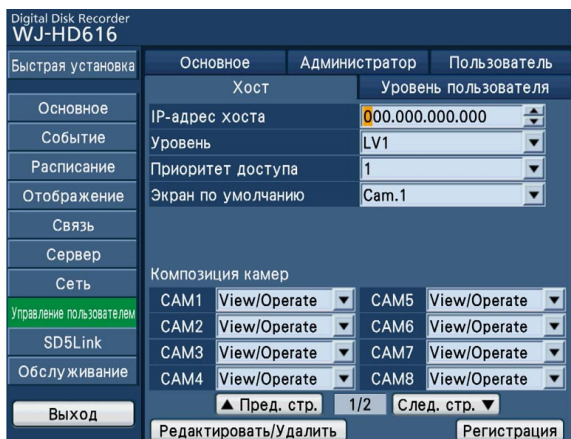 Digital Disk Recorder
WJ-HD616
Быстрая установка
Основное
Событие
Расписание
Отображение
Связь
Сервер
Сеть
Управление пользователем
SD5Link
Обслуживание
Выход
Основное Администратор Пользователь
Хост Уровень пользователя
IP-адрес хоста 000.000.000.000
Уровень LV1
Приоритет доступа 1
Экран по умолчанию Cam.1
Композиция камер
CAM1 View/Operate CAM5 View/Operate
CAM2 View/Operate CAM6 View/Operate
CAM3 View/Operate CAM7 View/Operate
CAM4 View/Operate CAM8 View/Operate
▲ Пред. стр. 1/2 След. стр. ▼
Редактировать/Удалить Регистрация